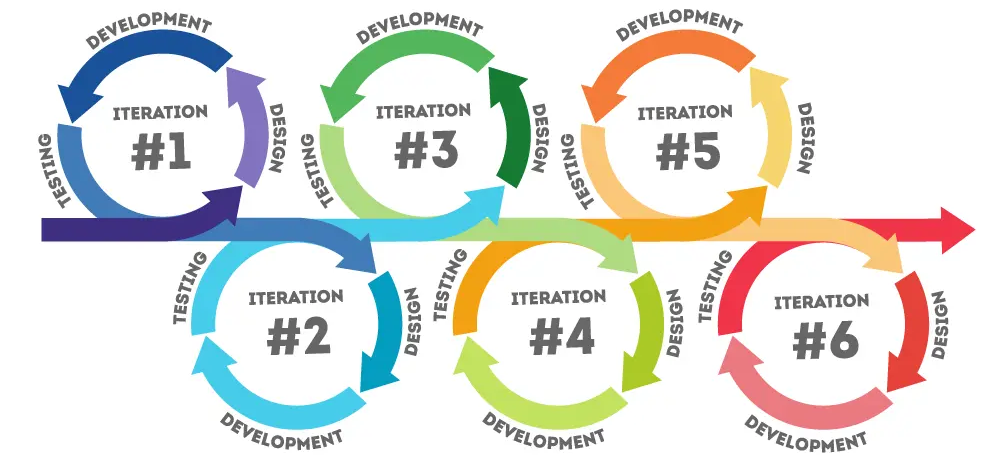 DEVELOPMENT
ITERATION
#1
DESIGN
TESTING
DEVELOPMENT
ITERATION
#3
DESIGN
TESTING
DEVELOPMENT
ITERATION
#5
DESIGN
TESTING
TESTING
ITERATION
#2
DESIGN
DEVELOPMENT
TESTING
ITERATION
#4
DESIGN
DEVELOPMENT
TESTING
ITERATION
#6
DESIGN
DEVELOPMENT